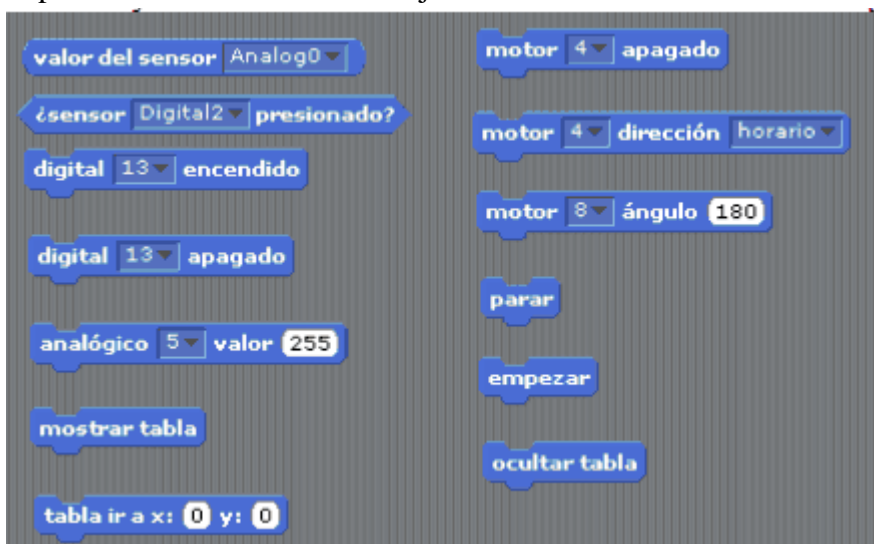 valor del sensor Analog0
¿sensor Digital2 presionado?
digital 13 encendido
digital 13 apagado
analógico 5 valor 255
mostrar tabla
tabla ir a x: 0 y: 0
motor 4 apagado
motor 4 dirección horario
motor 8 ángulo 180
parar
empezar
ocultar tabla